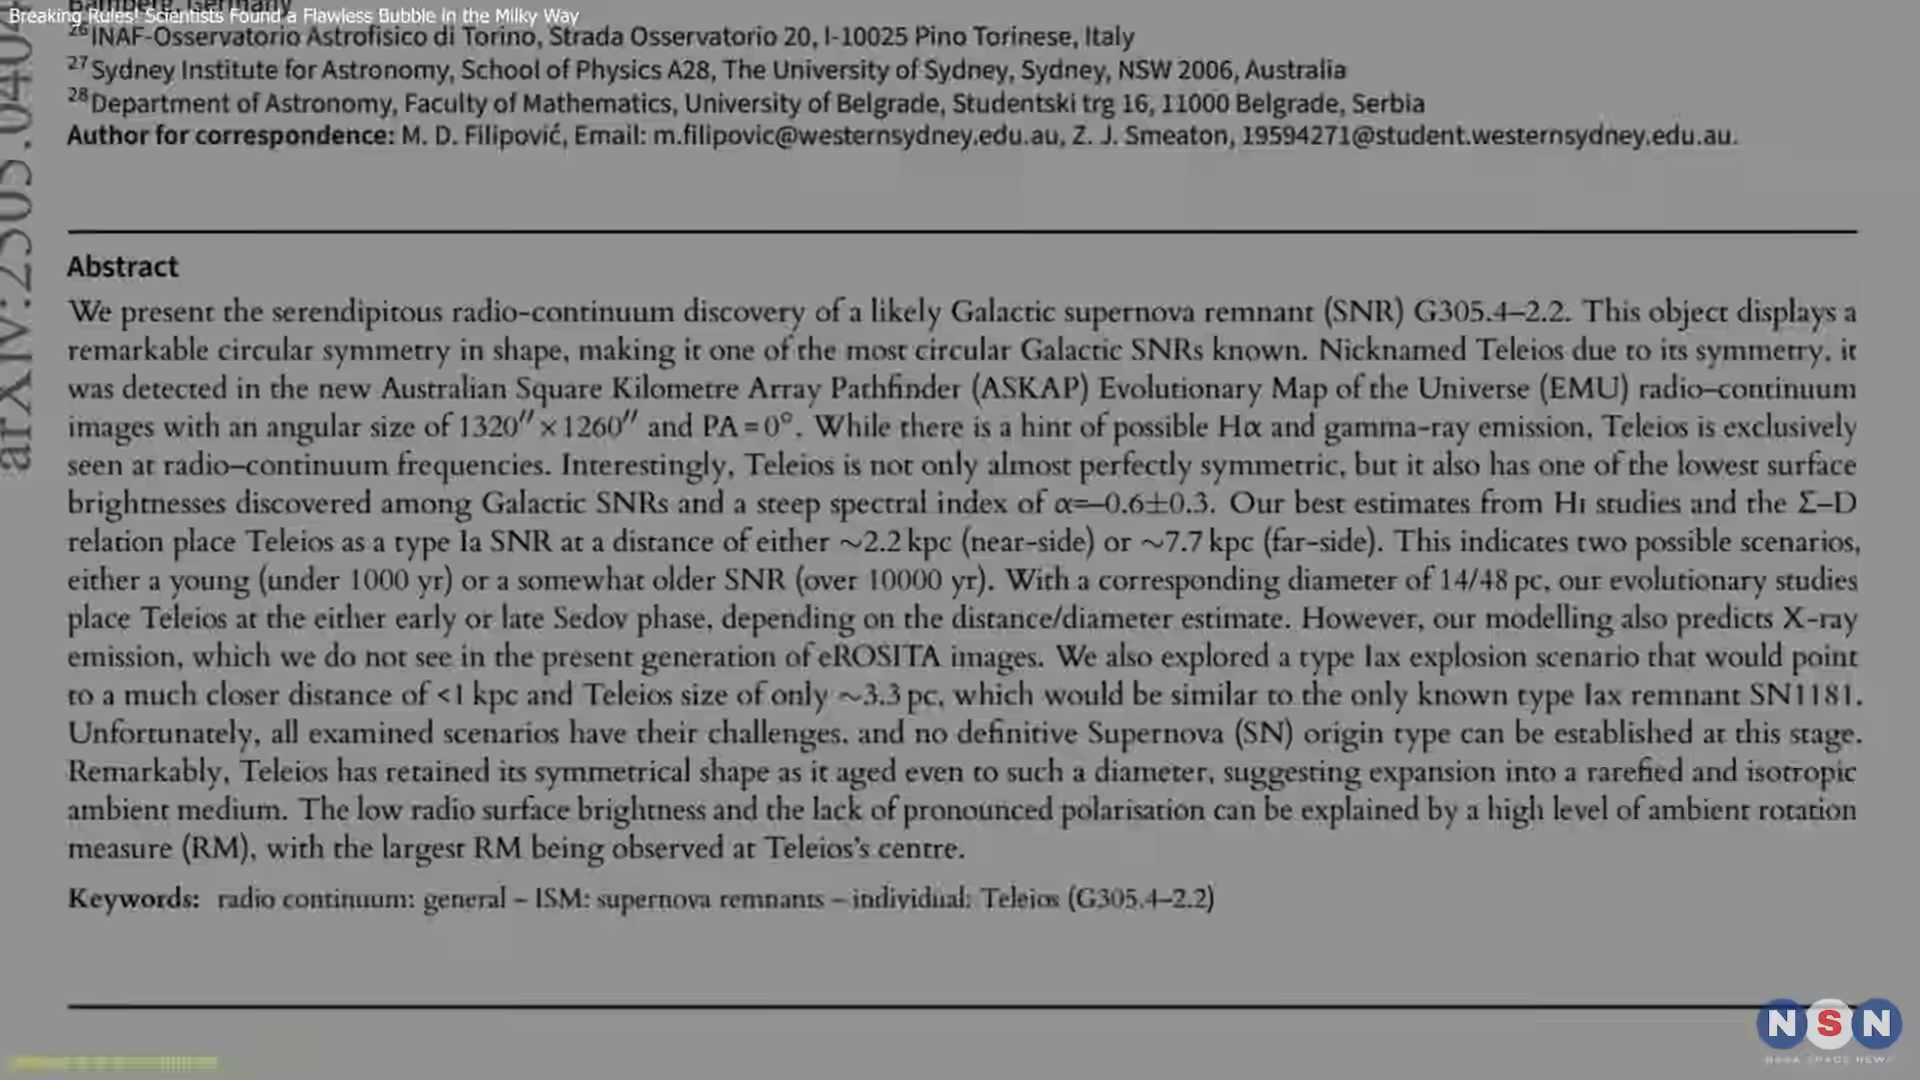 Breaking Rules! Scientists Found a Flawless Bubble in the Milky Way
Bamberg, Germany
26 INAF-Osservatorio Astrofisico di Torino, Strada Osservatorio 20, I-10025 Pino Torinese, Italy
27 Sydney Institute for Astronomy, School of Physics A28, The University of Sydney, Sydney, NSW 2006, Australia
28 Department of Astronomy, Faculty of Mathematics, University of Belgrade, Studentski trg 16, 11000 Belgrade, Serbia
Author for correspondence: M. D. Filipović, Email: m.filipovic@westernsydney.edu.au, Z. J. Smeaton, 19594271@student.westernsydney.edu.au.
Abstract
We present the serendipitous radio-continuum discovery of a likely Galactic supernova remnant (SNR) G305.4–2.2. This object displays a
remarkable circular symmetry in shape, making it one of the most circular Galactic SNRs known. Nicknamed Teleios due to its symmetry, it
was detected in the new Australian Square Kilometre Array Pathfinder (ASKAP) Evolutionary Map of the Universe (EMU) radio–continuum
images with an angular size of 1320″×1260″ and PA = 0°. While there is a hint of possible Hα and gamma-ray emission, Teleios is exclusively
seen at radio–continuum frequencies. Interestingly, Teleios is not only almost perfectly symmetric, but it also has one of the lowest surface
brightnesses discovered among Galactic SNRs and a steep spectral index of α=–0.6±0.3. Our best estimates from HI studies and the Σ–D
relation place Teleios as a type Ia SNR at a distance of either ~2.2 kpc (near-side) or ~7.7 kpc (far-side). This indicates two possible scenarios,
either a young (under 1000 yr) or a somewhat older SNR (over 10000 yr). With a corresponding diameter of 14/48 pc, our evolutionary studies
place Teleios at the either early or late Sedov phase, depending on the distance/diameter estimate. However, our modelling also predicts X-ray
emission, which we do not see in the present generation of eROSITA images. We also explored a type Iax explosion scenario that would point
to a much closer distance of <1 kpc and Teleios size of only ~3.3 pc, which would be similar to the only known type Iax remnant SN1181.
Unfortunately, all examined scenarios have their challenges, and no definitive Supernova (SN) origin type can be established at this stage.
Remarkably, Teleios has retained its symmetrical shape as it aged even to such a diameter, suggesting expansion into a rarefied and isotropic
ambient medium. The low radio surface brightness and the lack of pronounced polarisation can be explained by a high level of ambient rotation
measure (RM), with the largest RM being observed at Teleios's centre.
Keywords: radio continuum: general – ISM: supernova remnants – individual: Teleios (G305.4–2.2)
NSN